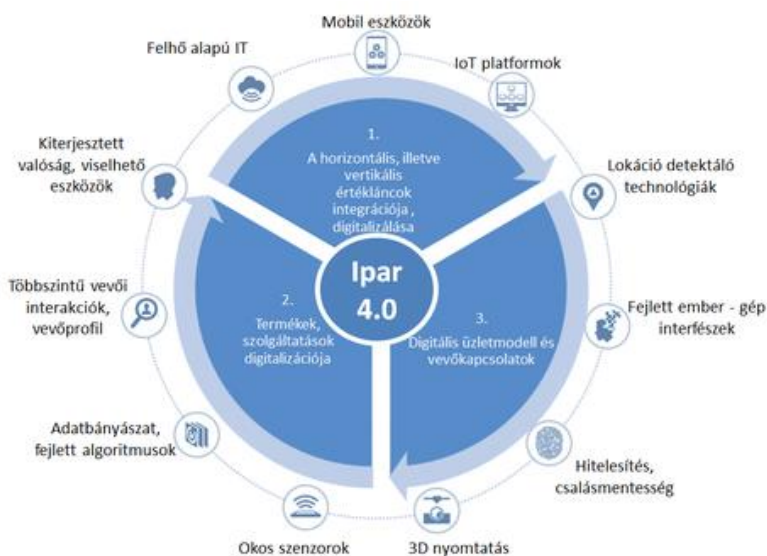 Mobil eszközök
Felhő alapú IT
IoT platformok
Kiterjesztett
valóság, viselhető
eszközök
1.
A horizontális, illetve
vertikális
értékláncok
integrációja ,
digitalizálása
Lokáció detektáló
technológiák
Ipar
4.0
Többszintű vevői
interakciók,
vevőprofil
2.
Termékek,
szolgáltatások
digitalizációja
3.
Digitális üzletmodell és
vevőkapcsolatok
Fejlett ember - gép
interfészek
Adatbányászat,
fejlett algoritmusok
Hitelesítés,
csalásmentesség
Okos szenzorok
3D nyomtatás